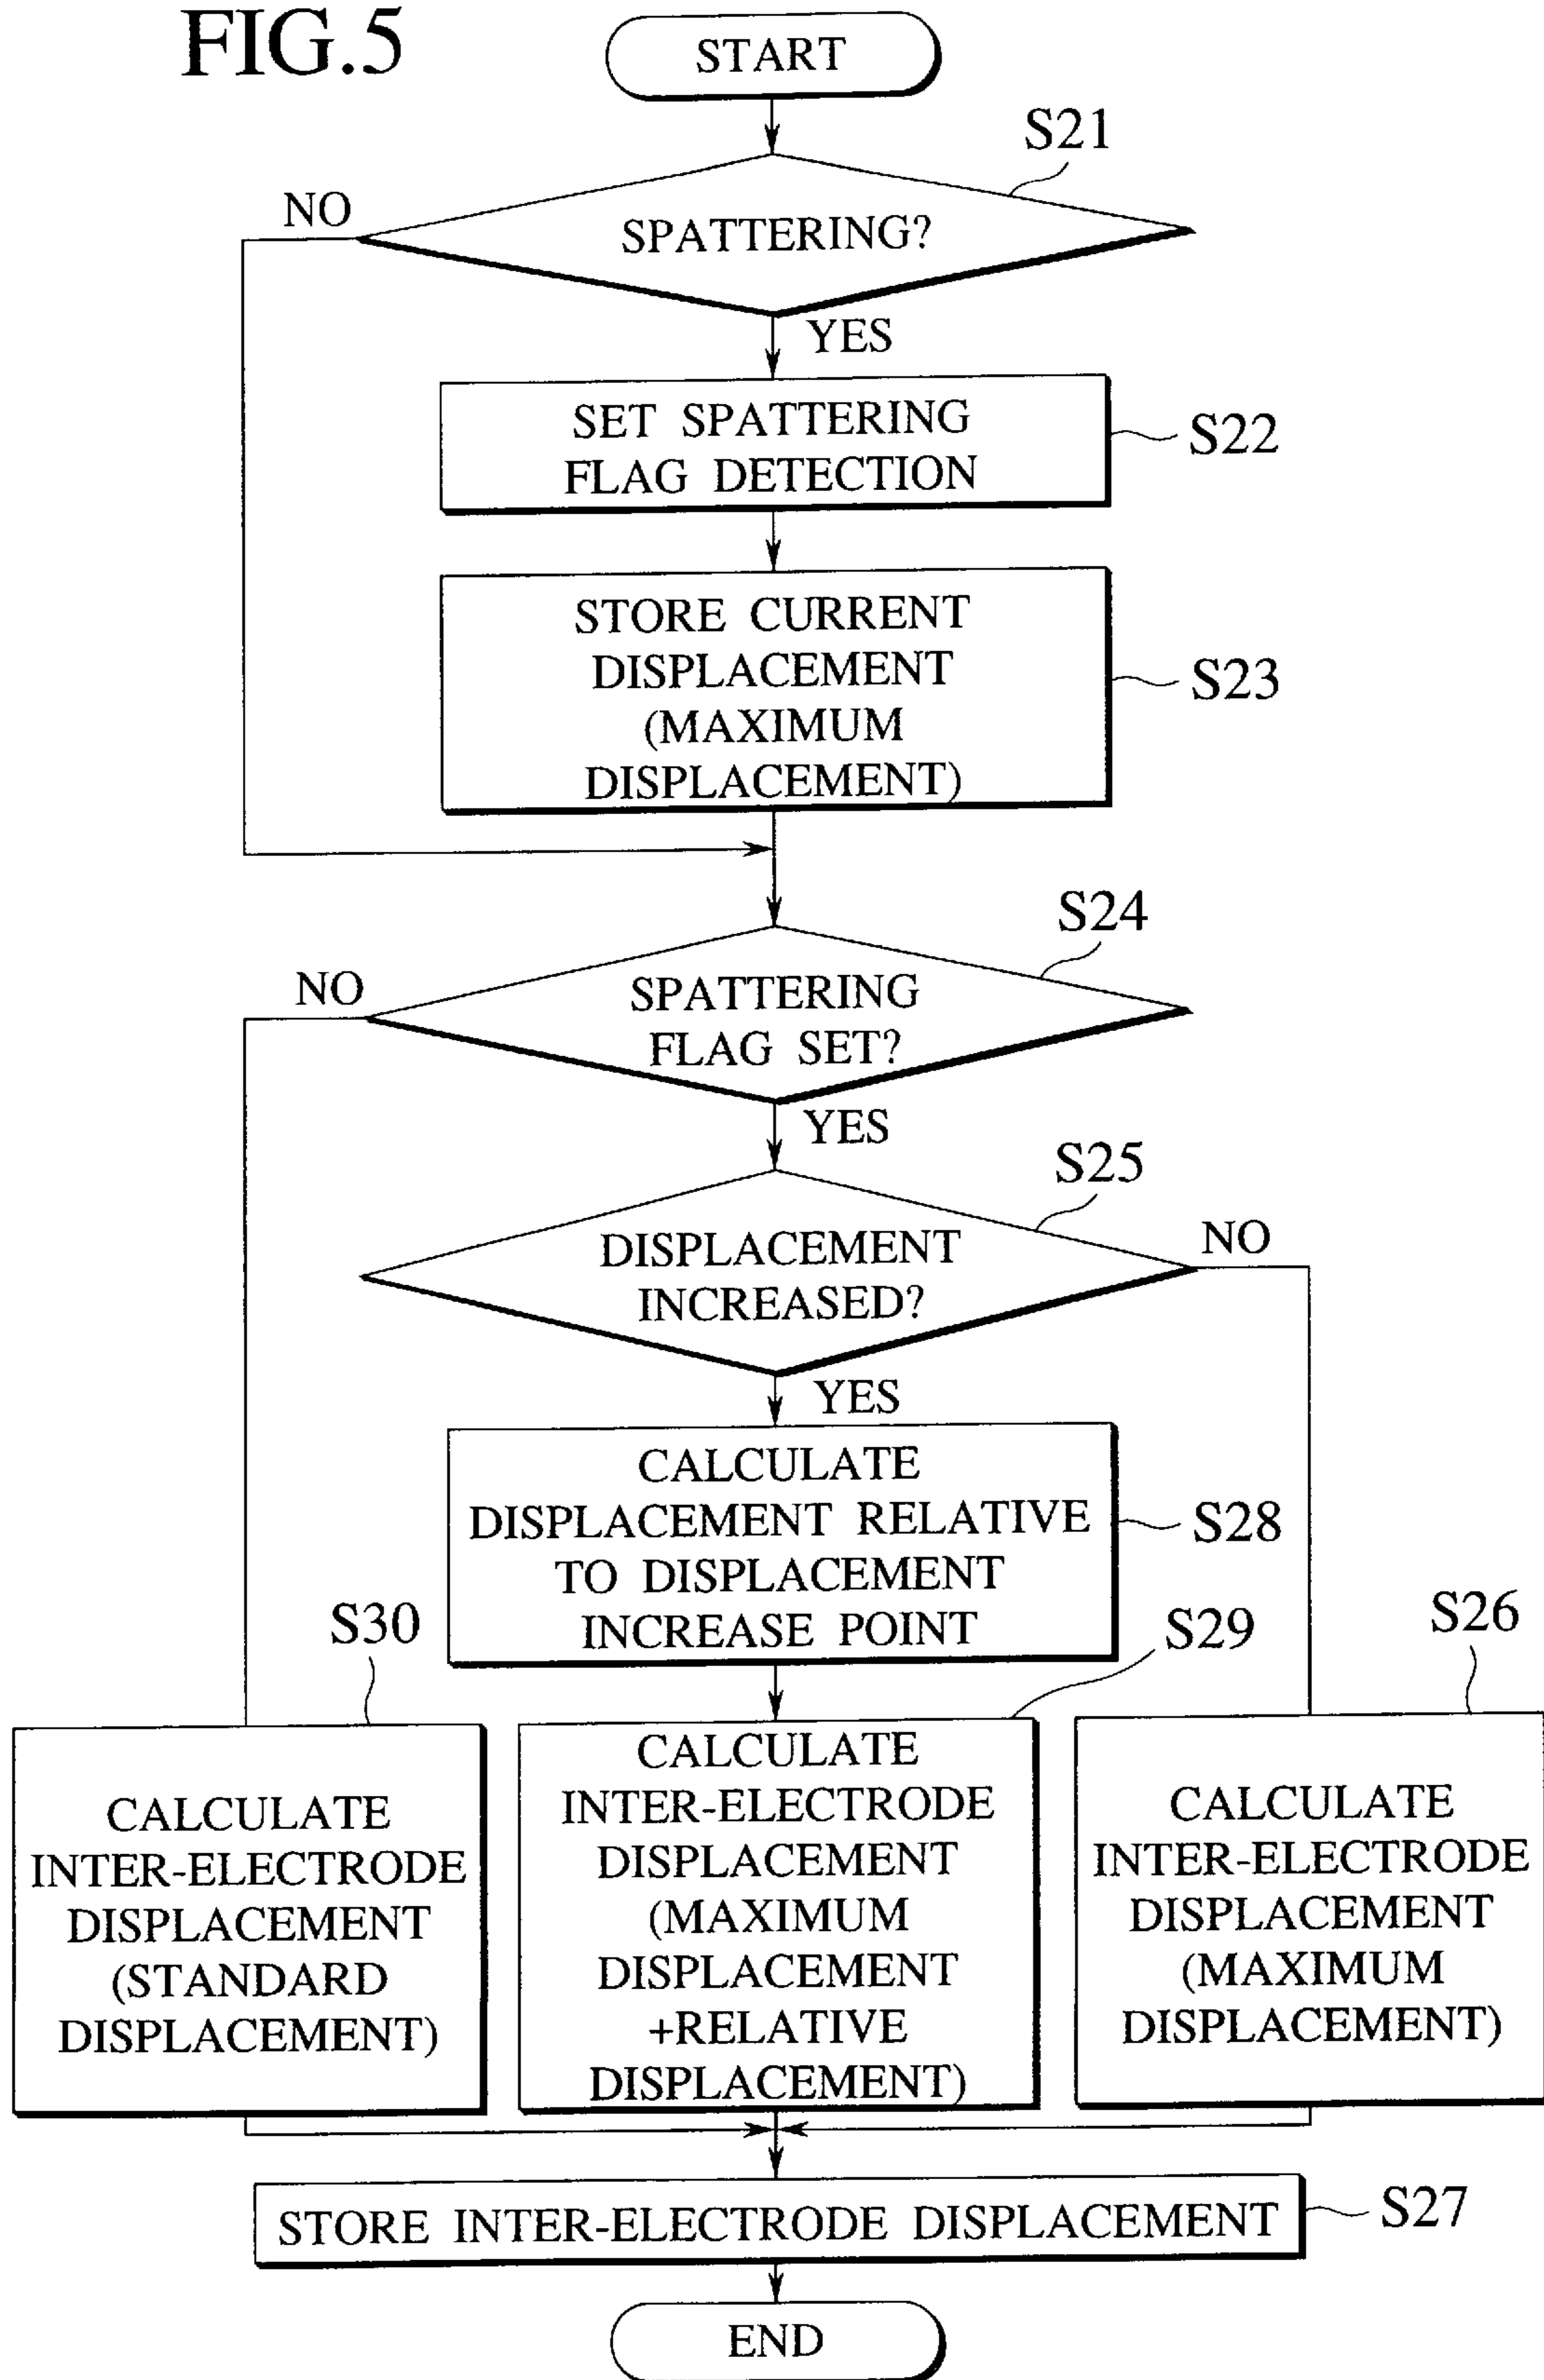 FIG.5
START
S21
NO
SPATTERING?
YES
SET SPATTERING
FLAG DETECTION
S22
STORE CURRENT
DISPLACEMENT
(MAXIMUM
DISPLACEMENT)
S23
S24
NO
SPATTERING
FLAG SET?
YES
S25
DISPLACEMENT
INCREASED?
NO
YES
CALCULATE
DISPLACEMENT RELATIVE
TO DISPLACEMENT
INCREASE POINT
S28
S30
S29
S26
CALCULATE
INTER-ELECTRODE
DISPLACEMENT
(STANDARD
DISPLACEMENT)
CALCULATE
INTER-ELECTRODE
DISPLACEMENT
(MAXIMUM
DISPLACEMENT
+RELATIVE
DISPLACEMENT)
CALCULATE
INTER-ELECTRODE
DISPLACEMENT
(MAXIMUM
DISPLACEMENT)
STORE INTER-ELECTRODE DISPLACEMENT
S27
END